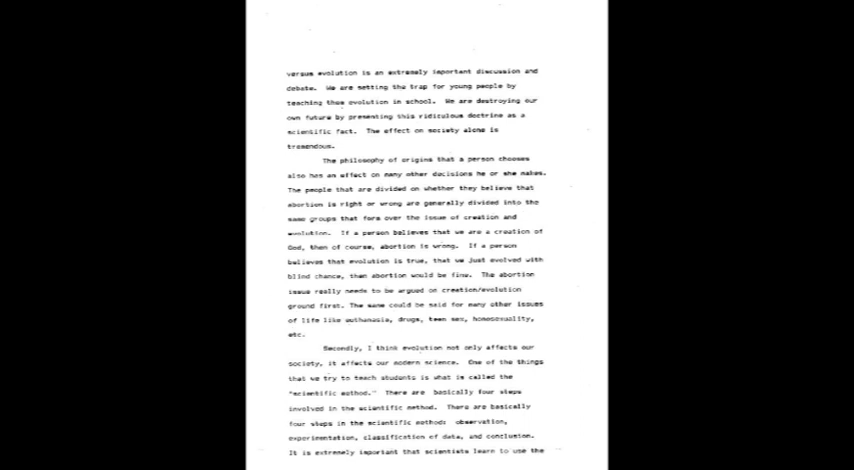 versus evolution is an extremely important discussion and
debate. We are setting the trap for young people by
teaching them evolution in school. We are destroying our
own future by presenting this ridiculous doctrine as a
scientific fact. The effect on society alone is
tremendous.
The philosophy of origins that a person chooses
also has an effect on many other decisions he or she makes.
The people that are divided on whether they believe that
abortion is right or wrong are generally divided into the
same groups that form over the issue of creation and
evolution. If a person believes that we are a creation of
God, then of course, abortion is wrong. If a person
believes that evolution is true, that we just evolved with
blind chance, then abortion would be fine. The abortion
issue really needs to be argued on creation/evolution
ground first. The same could be said for many other issues
of life like euthanasia, drugs, teen sex, homosexuality,
etc.
Secondly, I think evolution not only affects our
society, it affects our modern science. One of the things
that we try to teach students is what is called the
"scientific method." There are basically four steps
involved in the scientific method. There are basically
four steps in the scientific method: observation,
experimentation, classification of data, and conclusion.
It is extremely important that scientists learn to use the